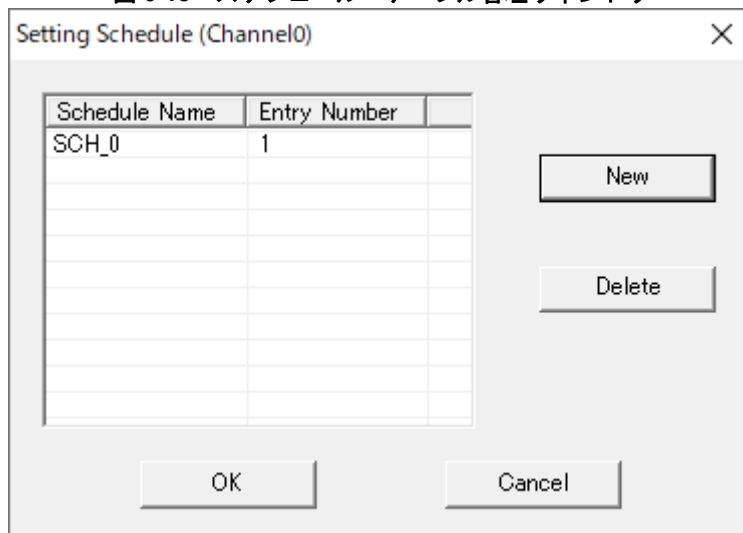 Setting Schedule (Channel0)
Schedule Name Entry Number
SCH_0 1
New
Delete
OK Cancel